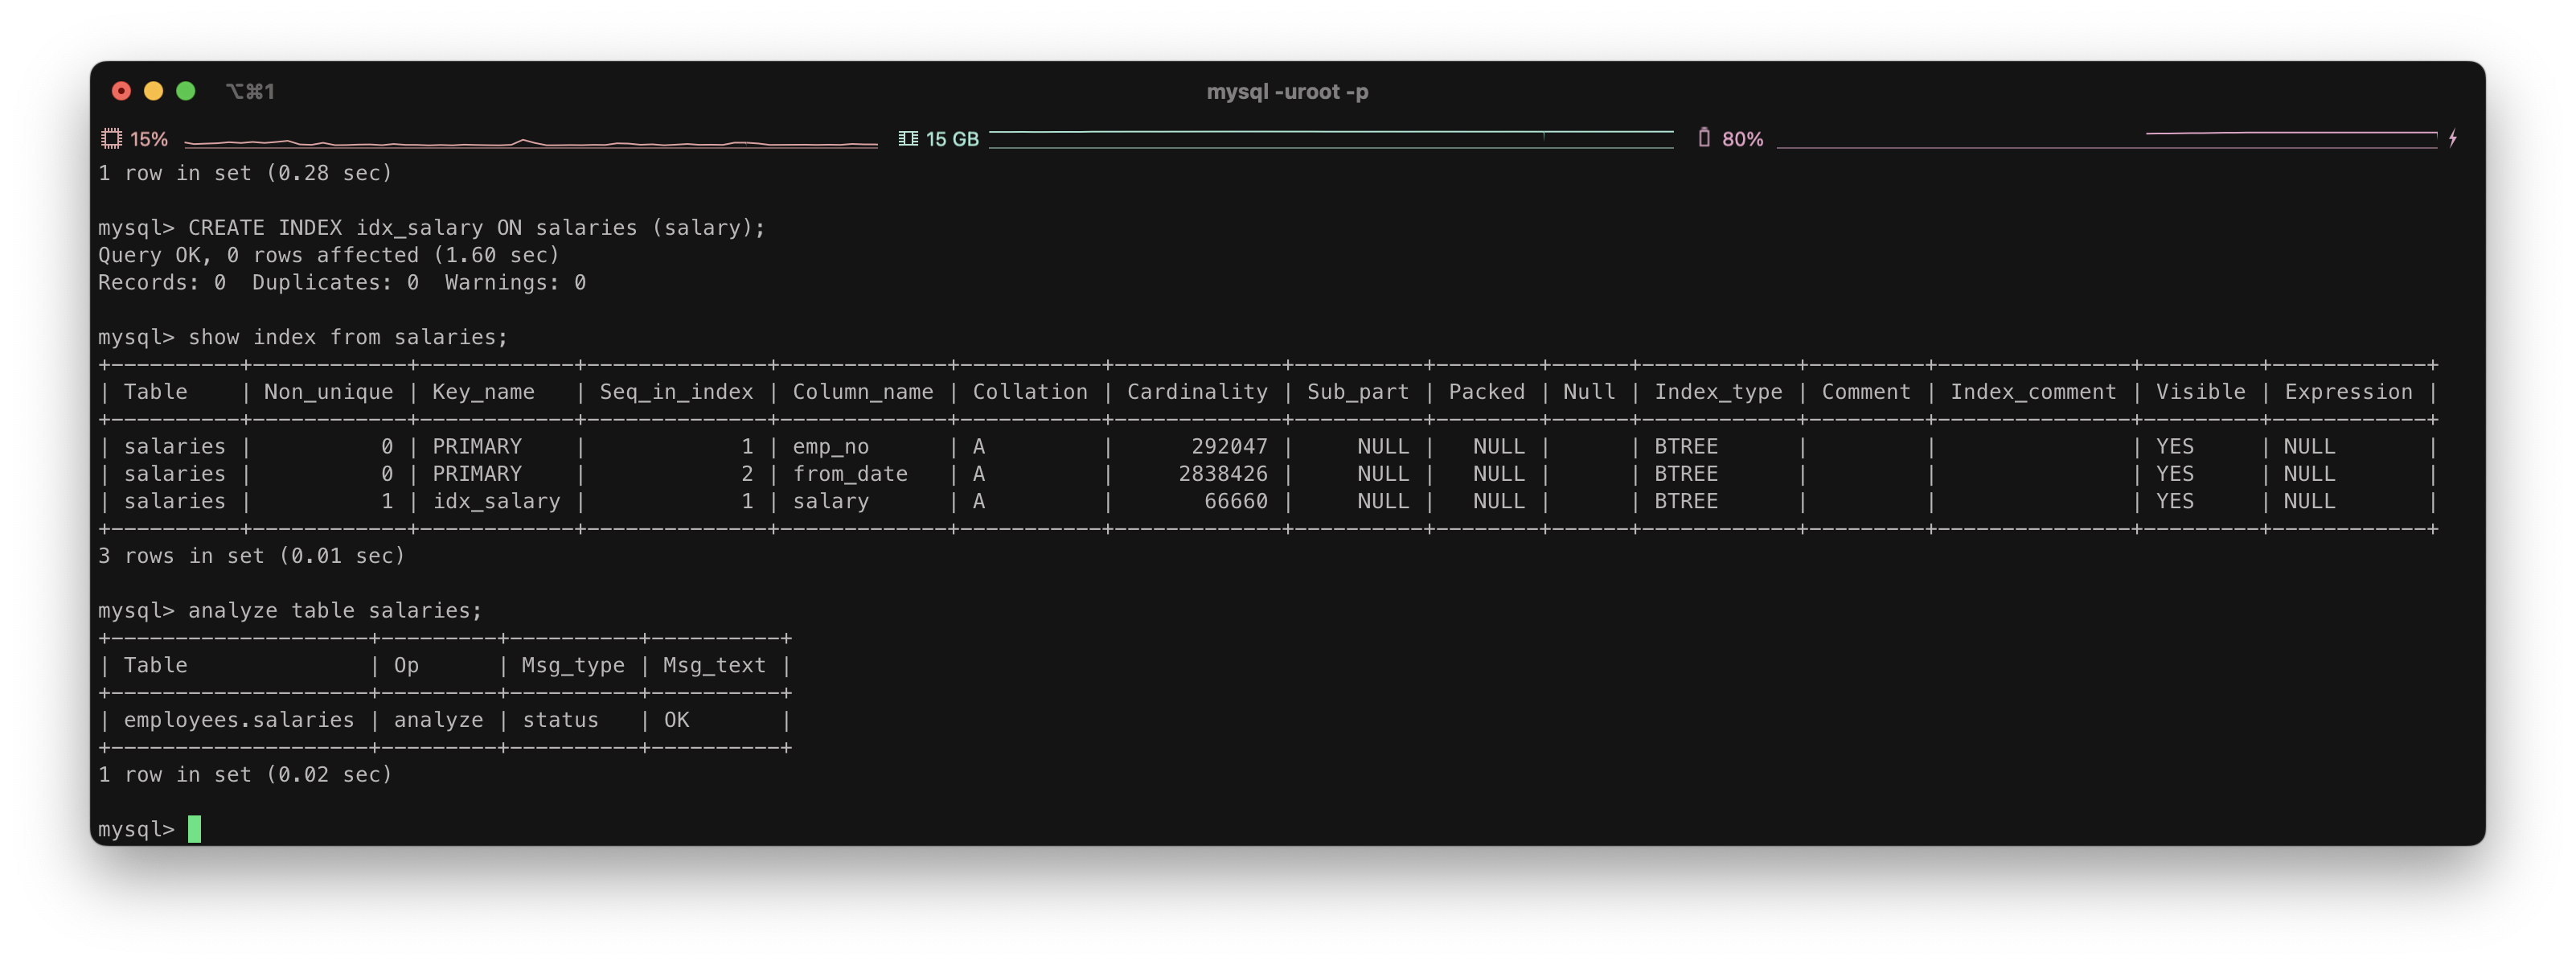 ⌥⌘1 mysql -uroot -p
15% 15 GB 80%
1 row in set (0.28 sec)
mysql> CREATE INDEX idx_salary ON salaries (salary);
Query OK, 0 rows affected (1.60 sec)
Records: 0  Duplicates: 0  Warnings: 0
mysql> show index from salaries;
+----------+------------+------------+--------------+-------------+-----------+-------------+----------+--------+------+------------+---------+---------------+---------+------------+
| Table    | Non_unique | Key_name   | Seq_in_index | Column_name | Collation | Cardinality | Sub_part | Packed | Null | Index_type | Comment | Index_comment | Visible | Expression |
+----------+------------+------------+--------------+-------------+-----------+-------------+----------+--------+------+------------+---------+---------------+---------+------------+
| salaries |          0 | PRIMARY    |            1 | emp_no      | A         |      292047 |     NULL |   NULL |      | BTREE      |         |               | YES     | NULL       |
| salaries |          0 | PRIMARY    |            2 | from_date   | A         |     2838426 |     NULL |   NULL |      | BTREE      |         |               | YES     | NULL       |
| salaries |          1 | idx_salary |            1 | salary      | A         |       66660 |     NULL |   NULL |      | BTREE      |         |               | YES     | NULL       |
+----------+------------+------------+--------------+-------------+-----------+-------------+----------+--------+------+------------+---------+---------------+---------+------------+
3 rows in set (0.01 sec)
mysql> analyze table salaries;
+--------------------+---------+----------+----------+
| Table              | Op      | Msg_type | Msg_text |
+--------------------+---------+----------+----------+
| employees.salaries | analyze | status   | OK       |
+--------------------+---------+----------+----------+
1 row in set (0.02 sec)
mysql>